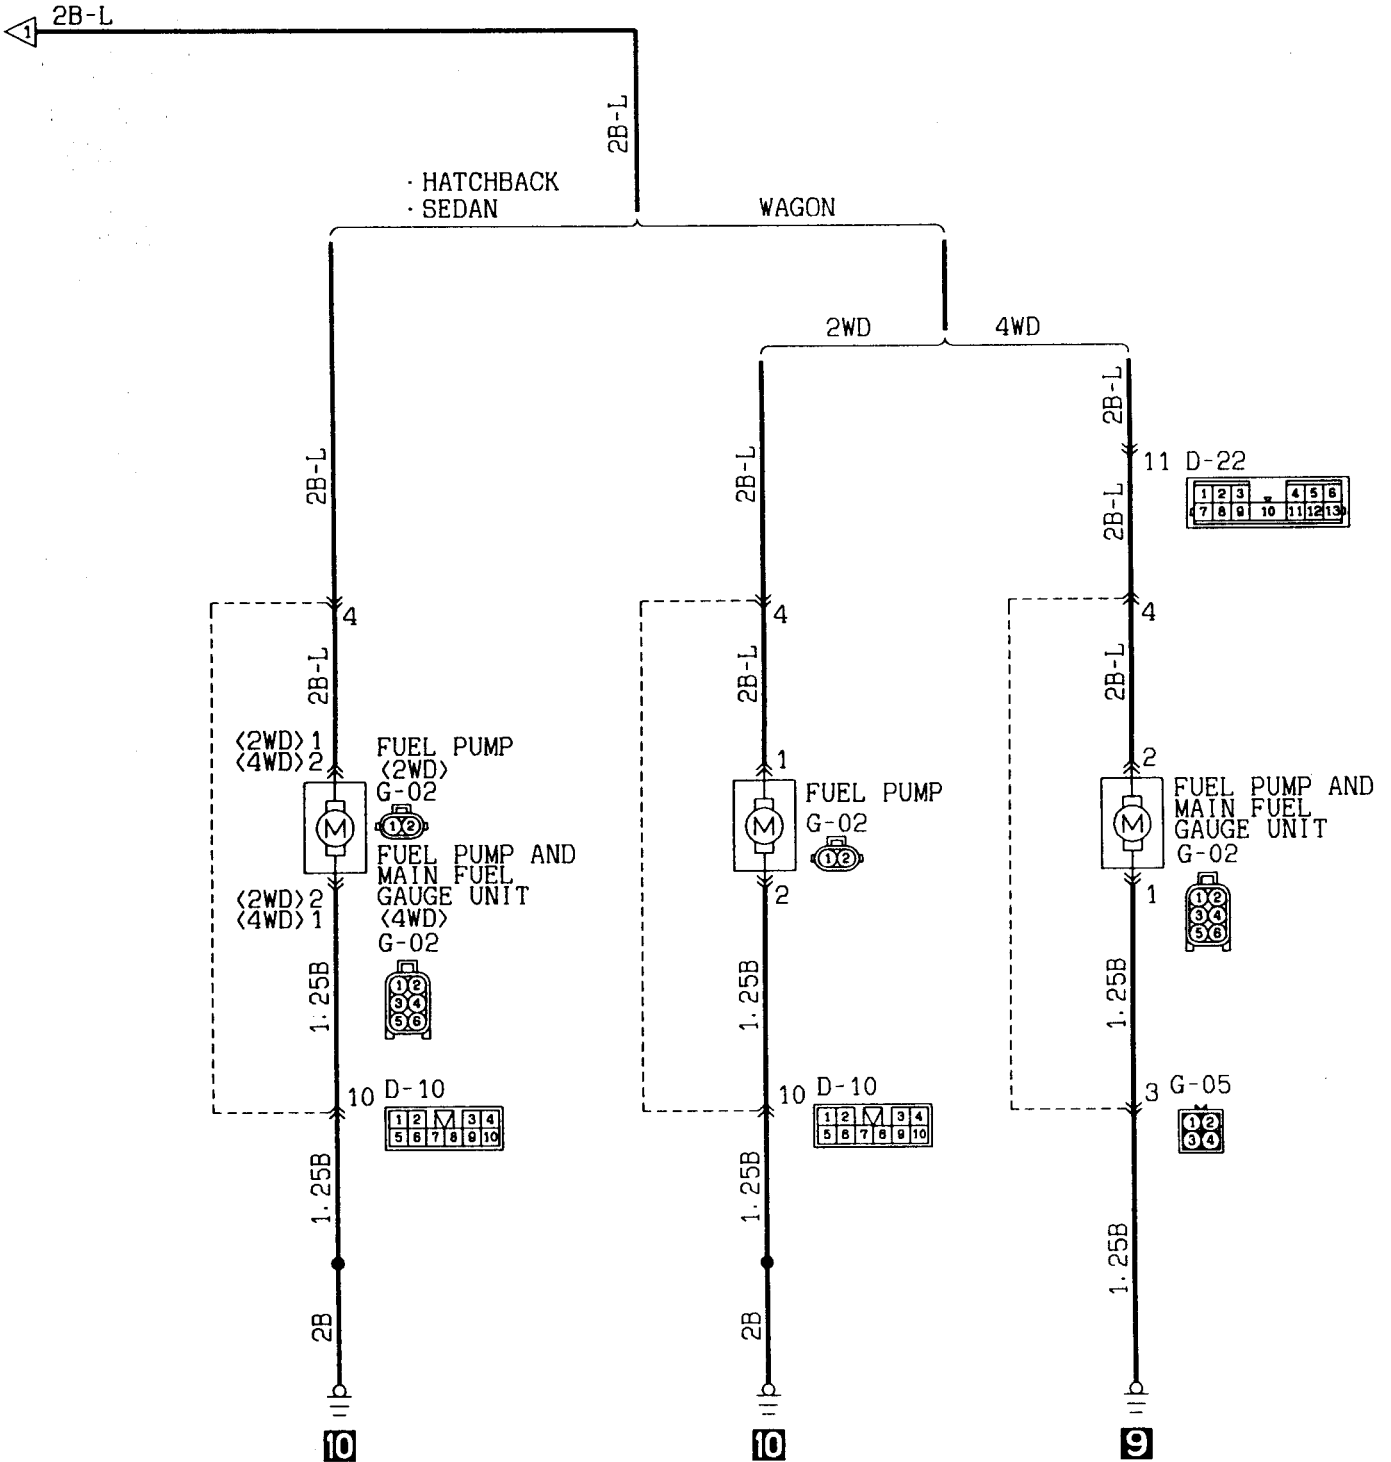 2B-L
1
2B-L
· HATCHBACK
· SEDAN
WAGON
2WD
4WD
2B-L
11 D-22
1 2 3 4 5 6
7 8 9 10 11 12 13
2B-L
2B-L
2B-L
4
4
4
2B-L
2B-L
2B-L
<2WD> 1
<4WD> 2
FUEL PUMP
<2WD>
G-02
1 2
M
FUEL PUMP AND
MAIN FUEL
GAUGE UNIT
<4WD>
G-02
1 2
3 4
5 6
<2WD> 2
<4WD> 1
1
FUEL PUMP
G-02
1 2
M
2
2
FUEL PUMP AND
MAIN FUEL
GAUGE UNIT
G-02
M
1
1 2
3 4
5 6
1.25B
1.25B
1.25B
10 D-10
1 2 3 4
5 6 7 8 9 10
10 D-10
1 2 3 4
5 6 7 8 9 10
3 G-05
1 2
3 4
1.25B
1.25B
1.25B
2B
2B
10
10
9